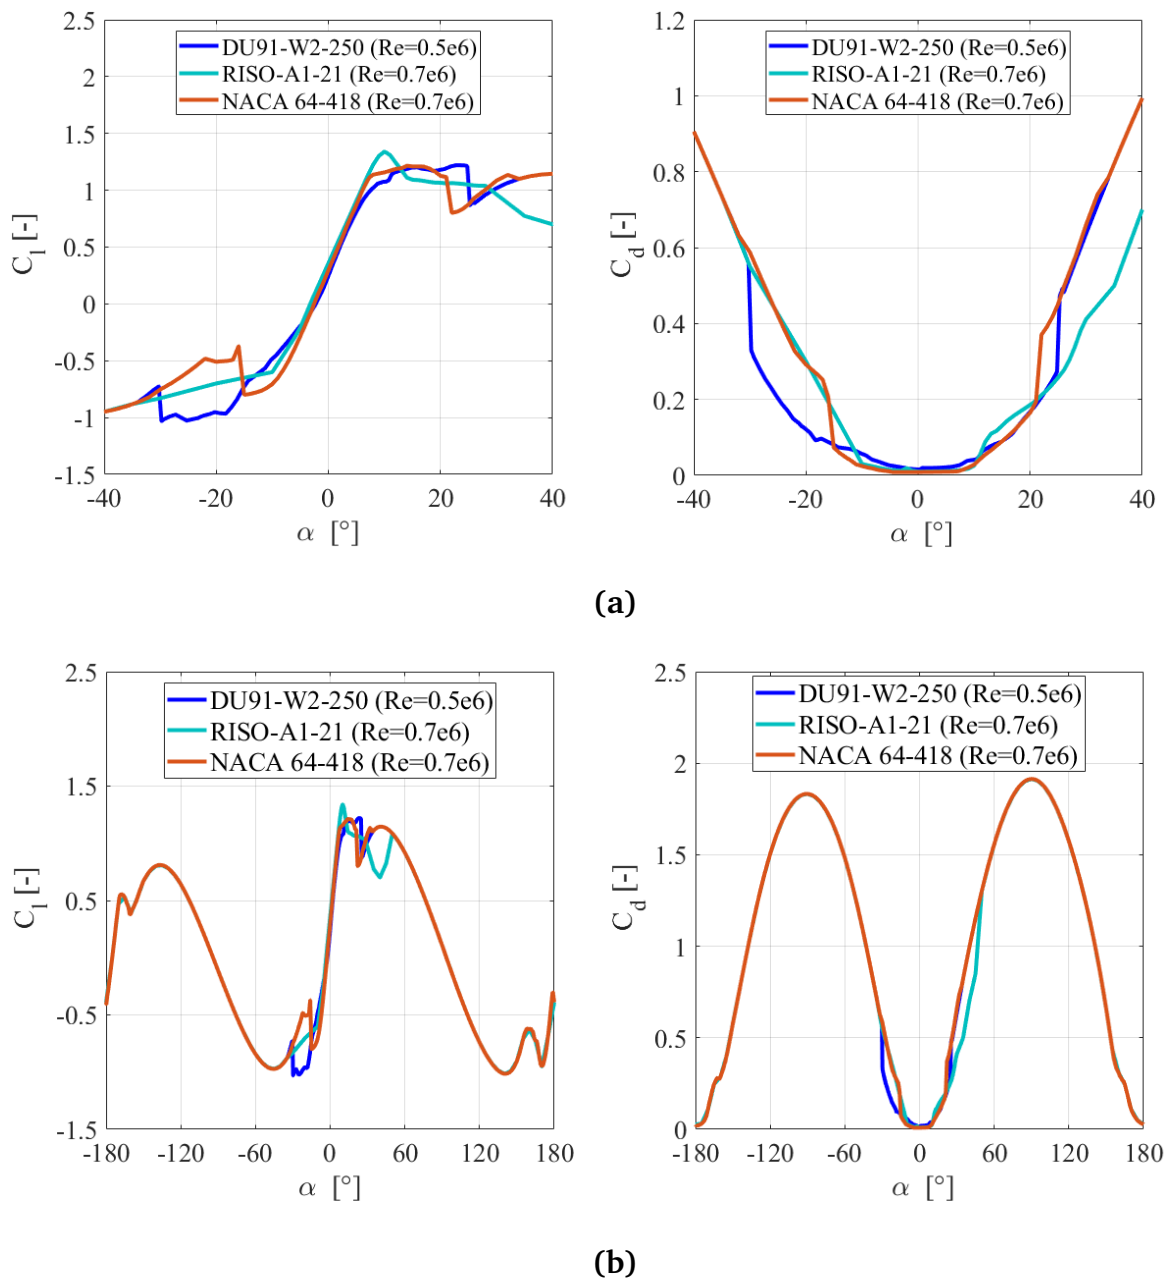 2.5
2
1.5
1
0.5
0
-0.5
-1
-1.5
-40
-20
0
20
40
C_l [-]
α [°]
DU91-W2-250 (Re=0.5e6)
RISO-A1-21 (Re=0.7e6)
NACA 64-418 (Re=0.7e6)
1.2
1
0.8
0.6
0.4
0.2
0
-40
-20
0
20
40
C_d [-]
α [°]
DU91-W2-250 (Re=0.5e6)
RISO-A1-21 (Re=0.7e6)
NACA 64-418 (Re=0.7e6)
(a)
2.5
1.5
0.5
-0.5
-1.5
-180
-120
-60
0
60
120
180
C_l [-]
α [°]
DU91-W2-250 (Re=0.5e6)
RISO-A1-21 (Re=0.7e6)
NACA 64-418 (Re=0.7e6)
2.5
2
1.5
1
0.5
0
-180
-120
-60
0
60
120
180
C_d [-]
α [°]
DU91-W2-250 (Re=0.5e6)
RISO-A1-21 (Re=0.7e6)
NACA 64-418 (Re=0.7e6)
(b)